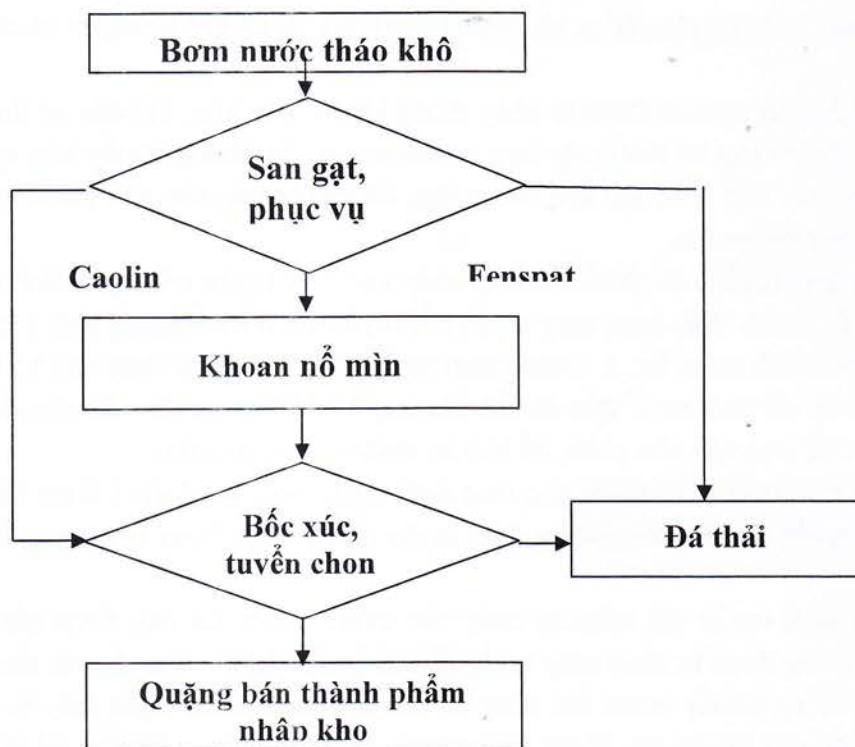 Bơm nước tháo khô
San gạt,
phục vụ
Caolin
Fenspat
Khoan nổ mìn
Bốc xúc,
tuyển chon
Đá thải
Quặng bán thành phẩm
nhập kho